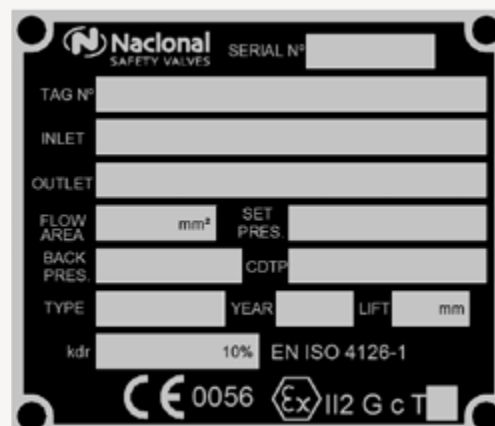 Nacional
SAFETY VALVES
SERIAL Nº
TAG Nº
INLET
OUTLET
FLOW AREA mm² SET PRES.
BACK PRES. CDTP
TYPE YEAR LIFT mm
kdr 10% EN ISO 4126-1
CE 0056 Ex II2 G c T